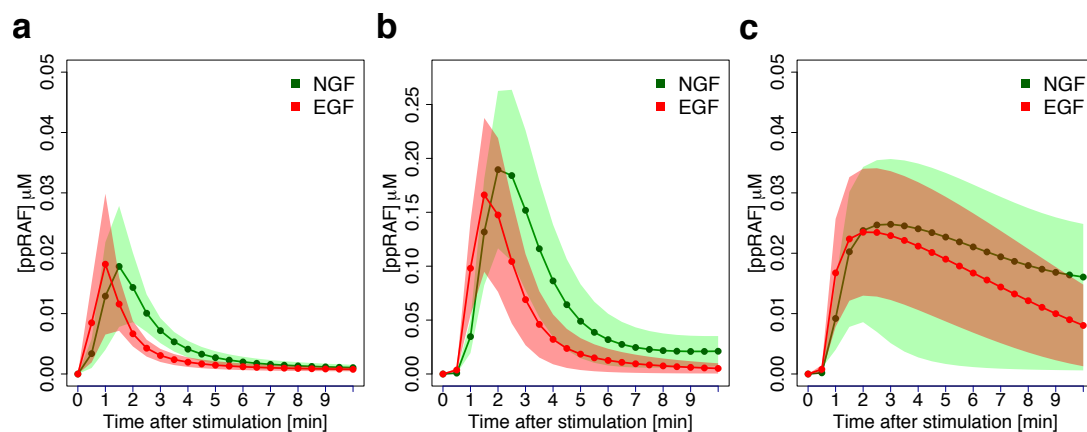 a
b
c
0.05
0.04
0.03
0.02
0.01
0.00
[ppRAF] µM
NGF
EGF
0 1 2 3 4 5 6 7 8 9
Time after stimulation [min]
0.25
0.20
0.15
0.10
0.05
0.00
[ppRAF] µM
NGF
EGF
0 1 2 3 4 5 6 7 8 9
Time after stimulation [min]
0.05
0.04
0.03
0.02
0.01
0.00
[ppRAF] µM
NGF
EGF
0 1 2 3 4 5 6 7 8 9
Time after stimulation [min]